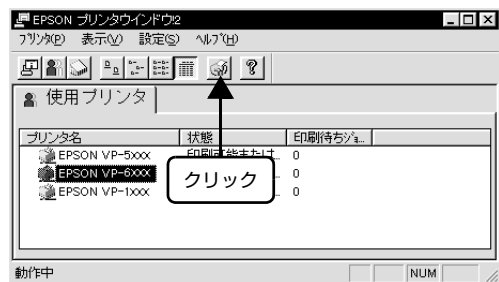 EPSON プリンタウインドウ!2
プリンタ(P) 表示(V) 設定(S) ヘルプ(H)
使用プリンタ
プリンタ名 状態 印刷待ちジョ...
EPSON VP-5xxx 印刷可能または... 0
EPSON VP-6xxx 0
EPSON VP-1xxx 0
クリック
動作中 NUM